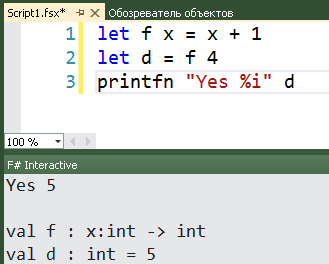 Script1.fsx* Обозреватель объектов
1 let f x = x + 1
2 let d = f 4
3 printfn "Yes %i" d
100 %
F# Interactive
Yes 5
val f : x:int -> int
val d : int = 5